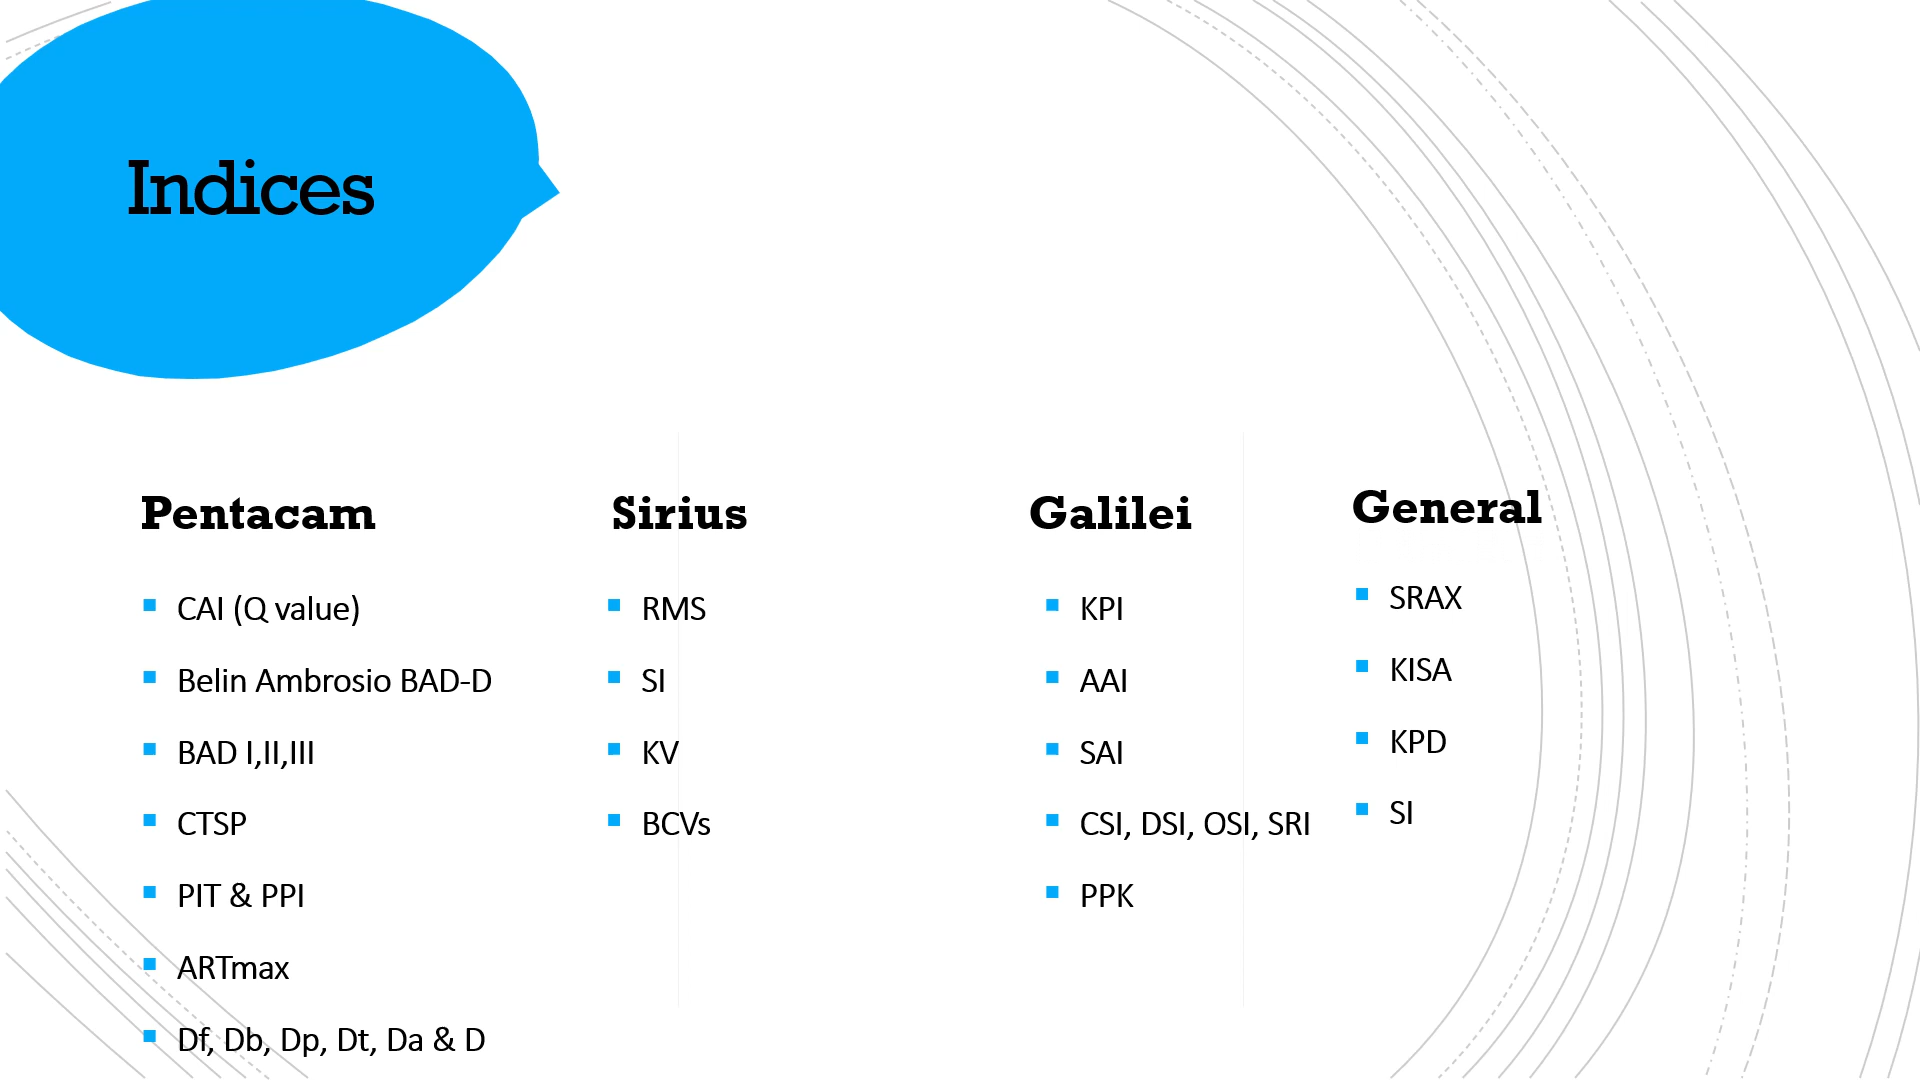 Indices
Pentacam
CAI (Q value)
Belin Ambrosio BAD-D
BAD I,II,III
CTSP
PIT & PPI
ARTmax
Df, Db, Dp, Dt, Da & D
Sirius
RMS
SI
KV
BCVs
Galilei
KPI
AAI
SAI
CSI, DSI, OSI, SRI
PPK
General
SRAX
KISA
KPD
SI